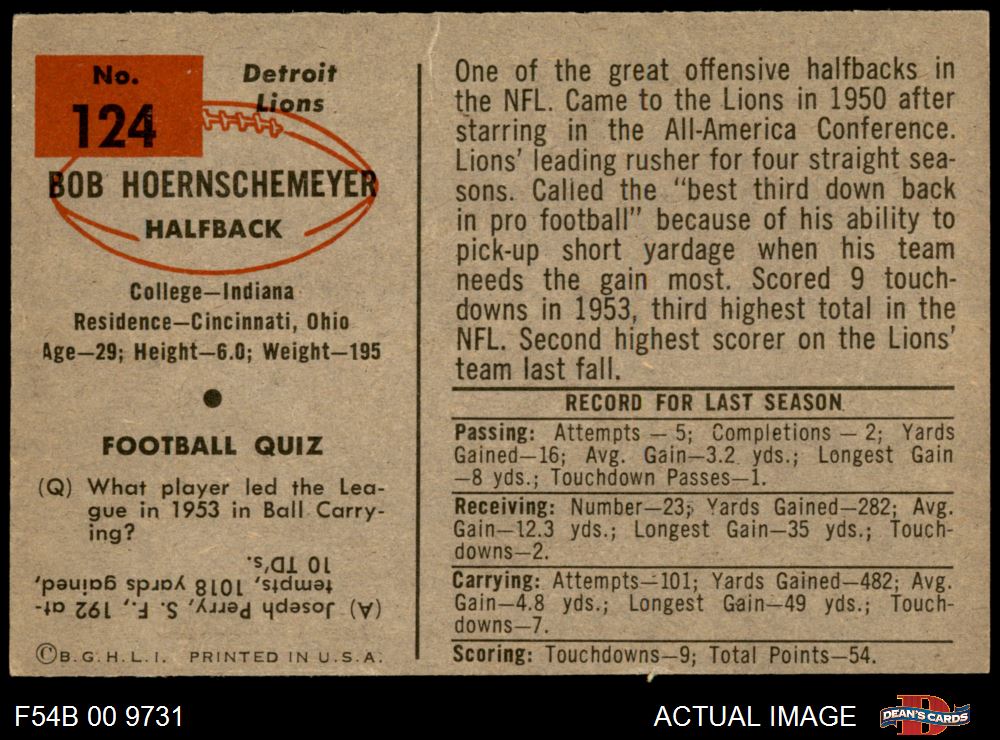 No.
124
Detroit
Lions
BOB HOERNSCHEMEYER
HALFBACK
College—Indiana
Residence—Cincinnati, Ohio
Age—29; Height—6.0; Weight—195
FOOTBALL QUIZ
(Q) What player led the Lea-
gue in 1953 in Ball Carry-
ing?
(A) Joseph Perry, S. F., 192 at-
tempts, 1018 yards gained,
10 TD's.
©B.G.H.L.I. PRINTED IN U.S.A.
One of the great offensive halfbacks in
the NFL. Came to the Lions in 1950 after
starring in the All-America Conference.
Lions' leading rusher for four straight sea-
sons. Called the "best third down back
in pro football" because of his ability to
pick-up short yardage when his team
needs the gain most. Scored 9 touch-
downs in 1953, third highest total in the
NFL. Second highest scorer on the Lions'
team last fall.
RECORD FOR LAST SEASON
Passing: Attempts — 5; Completions — 2; Yards
Gained—16; Avg. Gain—3.2 yds.; Longest Gain
—8 yds.; Touchdown Passes—1.
Receiving: Number—23; Yards Gained—282; Avg.
Gain—12.3 yds.; Longest Gain—35 yds.; Touch-
downs—2.
Carrying: Attempts—101; Yards Gained—482; Avg.
Gain—4.8 yds.; Longest Gain—49 yds.; Touch-
downs—7.
Scoring: Touchdowns—9; Total Points—54.
F54B 00 9731
ACTUAL IMAGE
D
DEAN'S CARDS